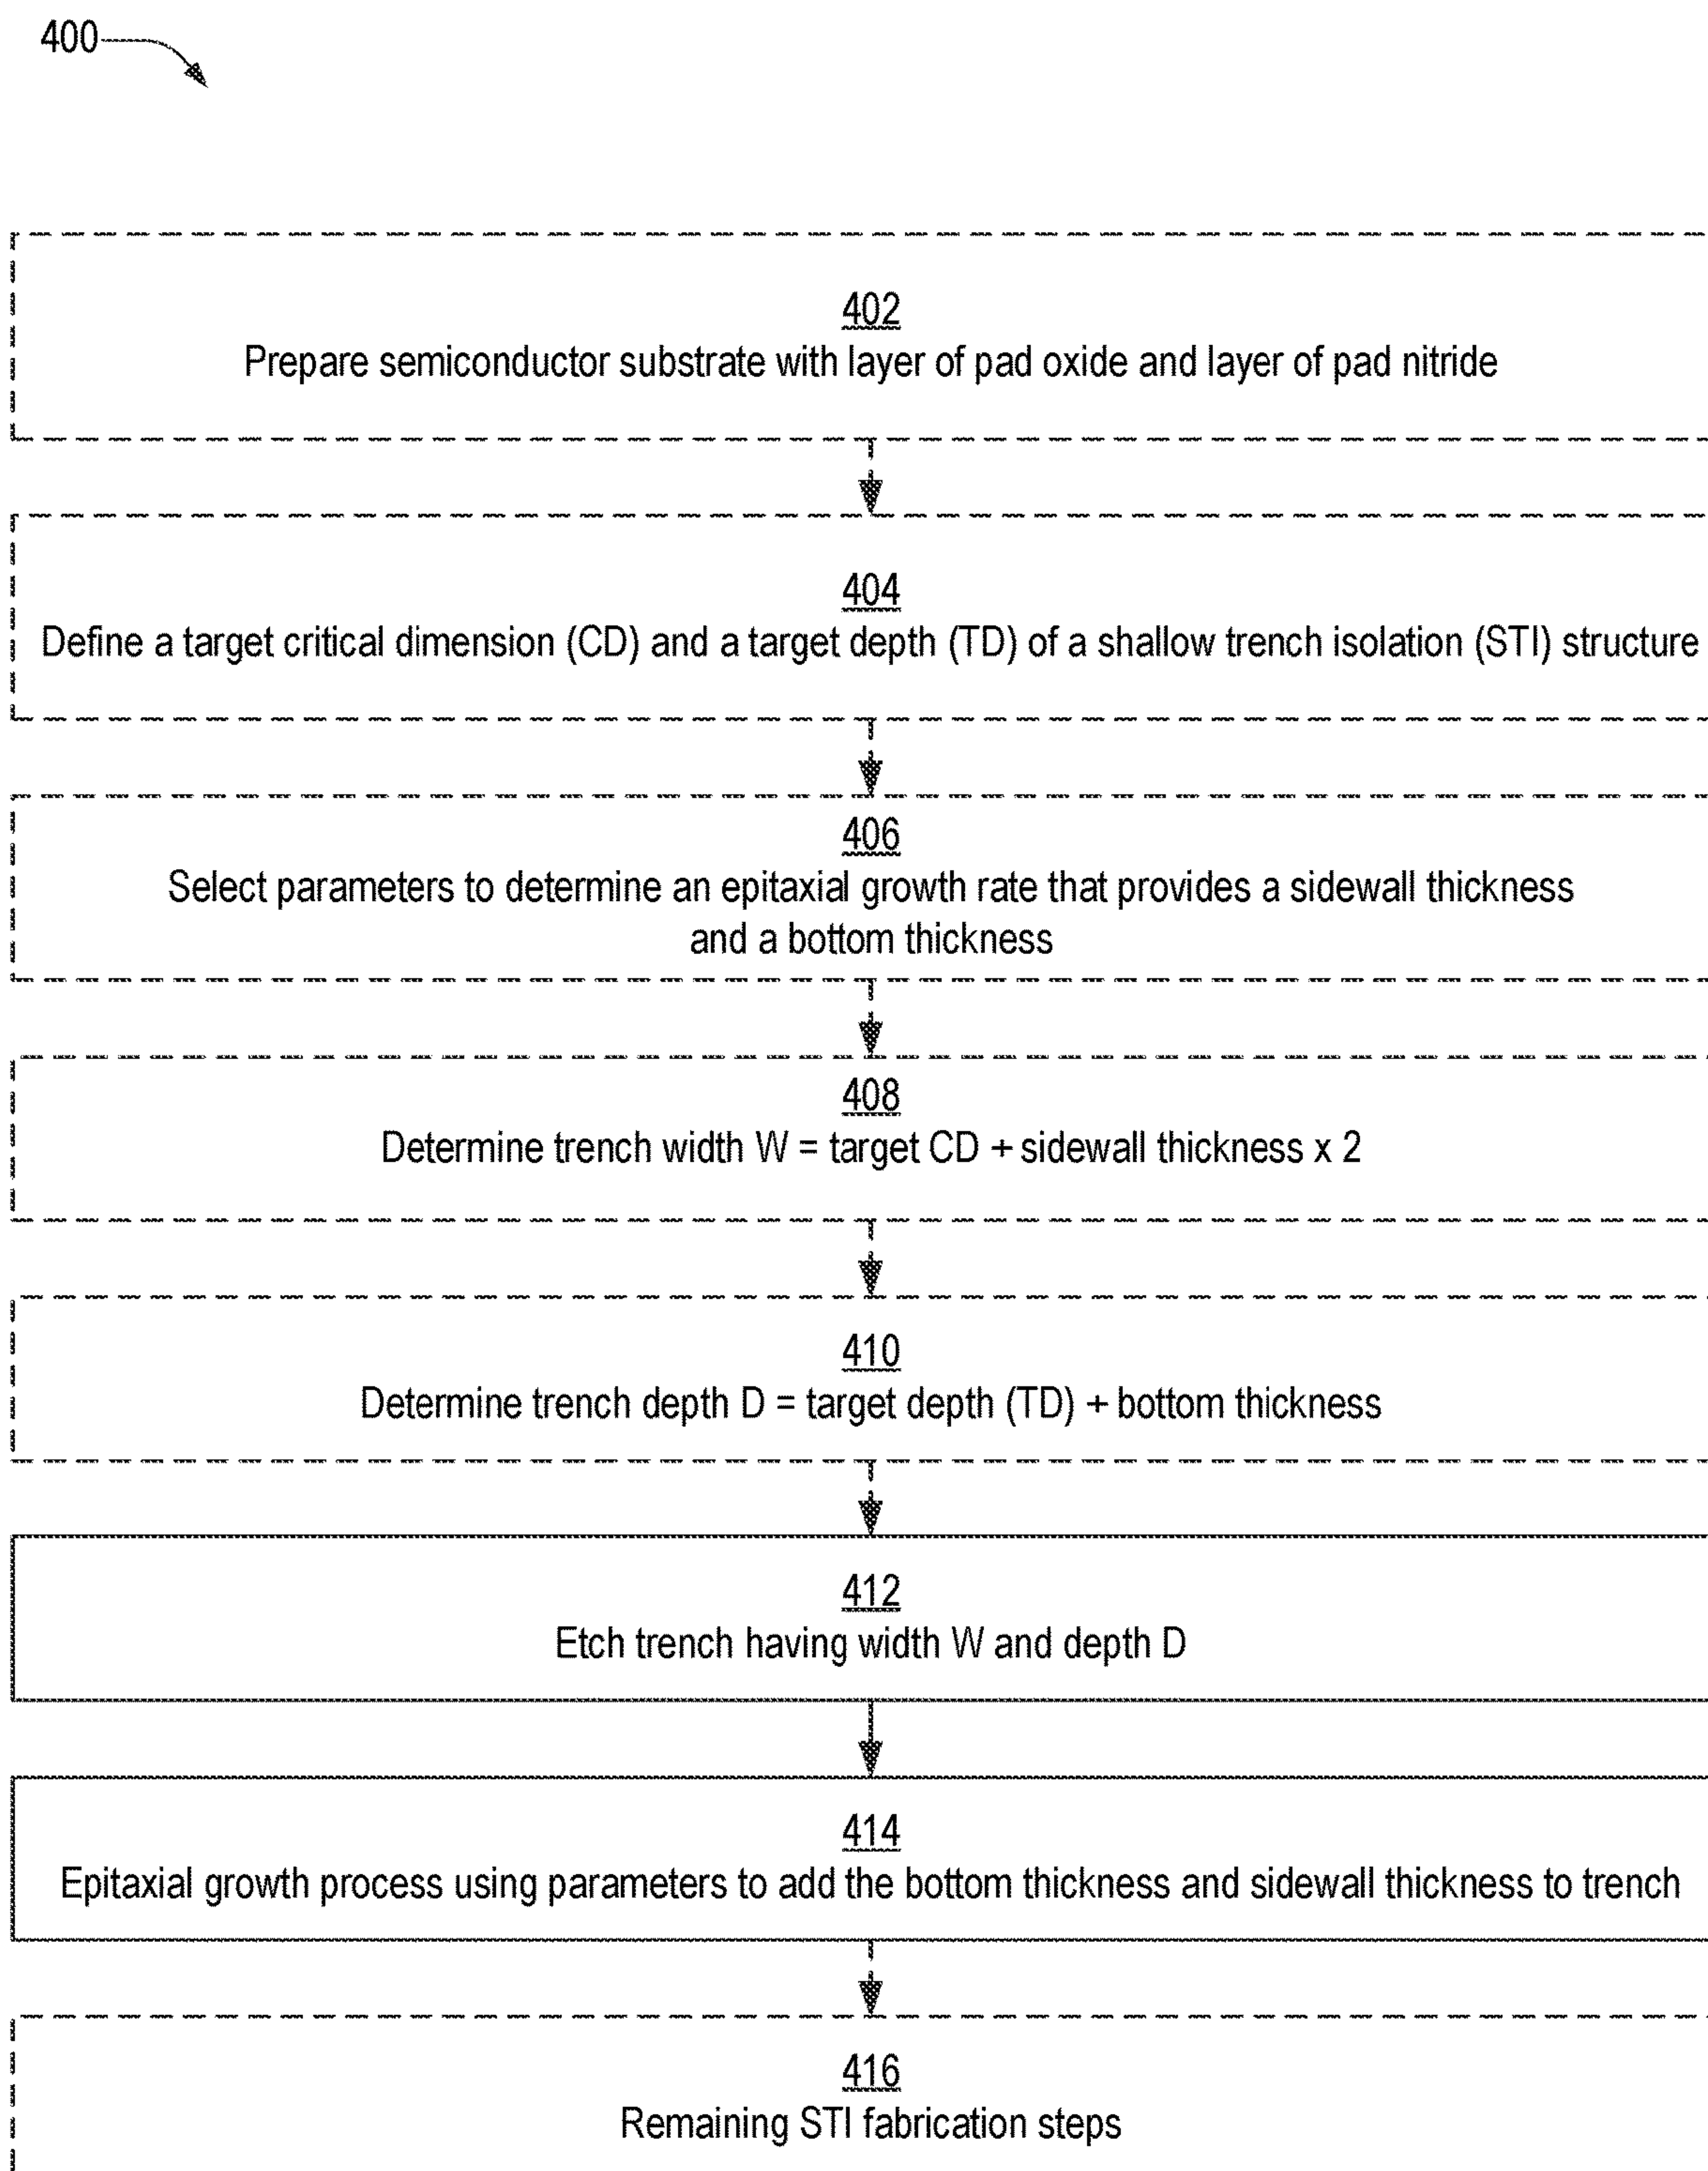 400
402
Prepare semiconductor substrate with layer of pad oxide and layer of pad nitride
404
Define a target critical dimension (CD) and a target depth (TD) of a shallow trench isolation (STI) structure
406
Select parameters to determine an epitaxial growth rate that provides a sidewall thickness
and a bottom thickness
408
Determine trench width W = target CD + sidewall thickness x 2
410
Determine trench depth D = target depth (TD) + bottom thickness
412
Etch trench having width W and depth D
414
Epitaxial growth process using parameters to add the bottom thickness and sidewall thickness to trench
416
Remaining STI fabrication steps